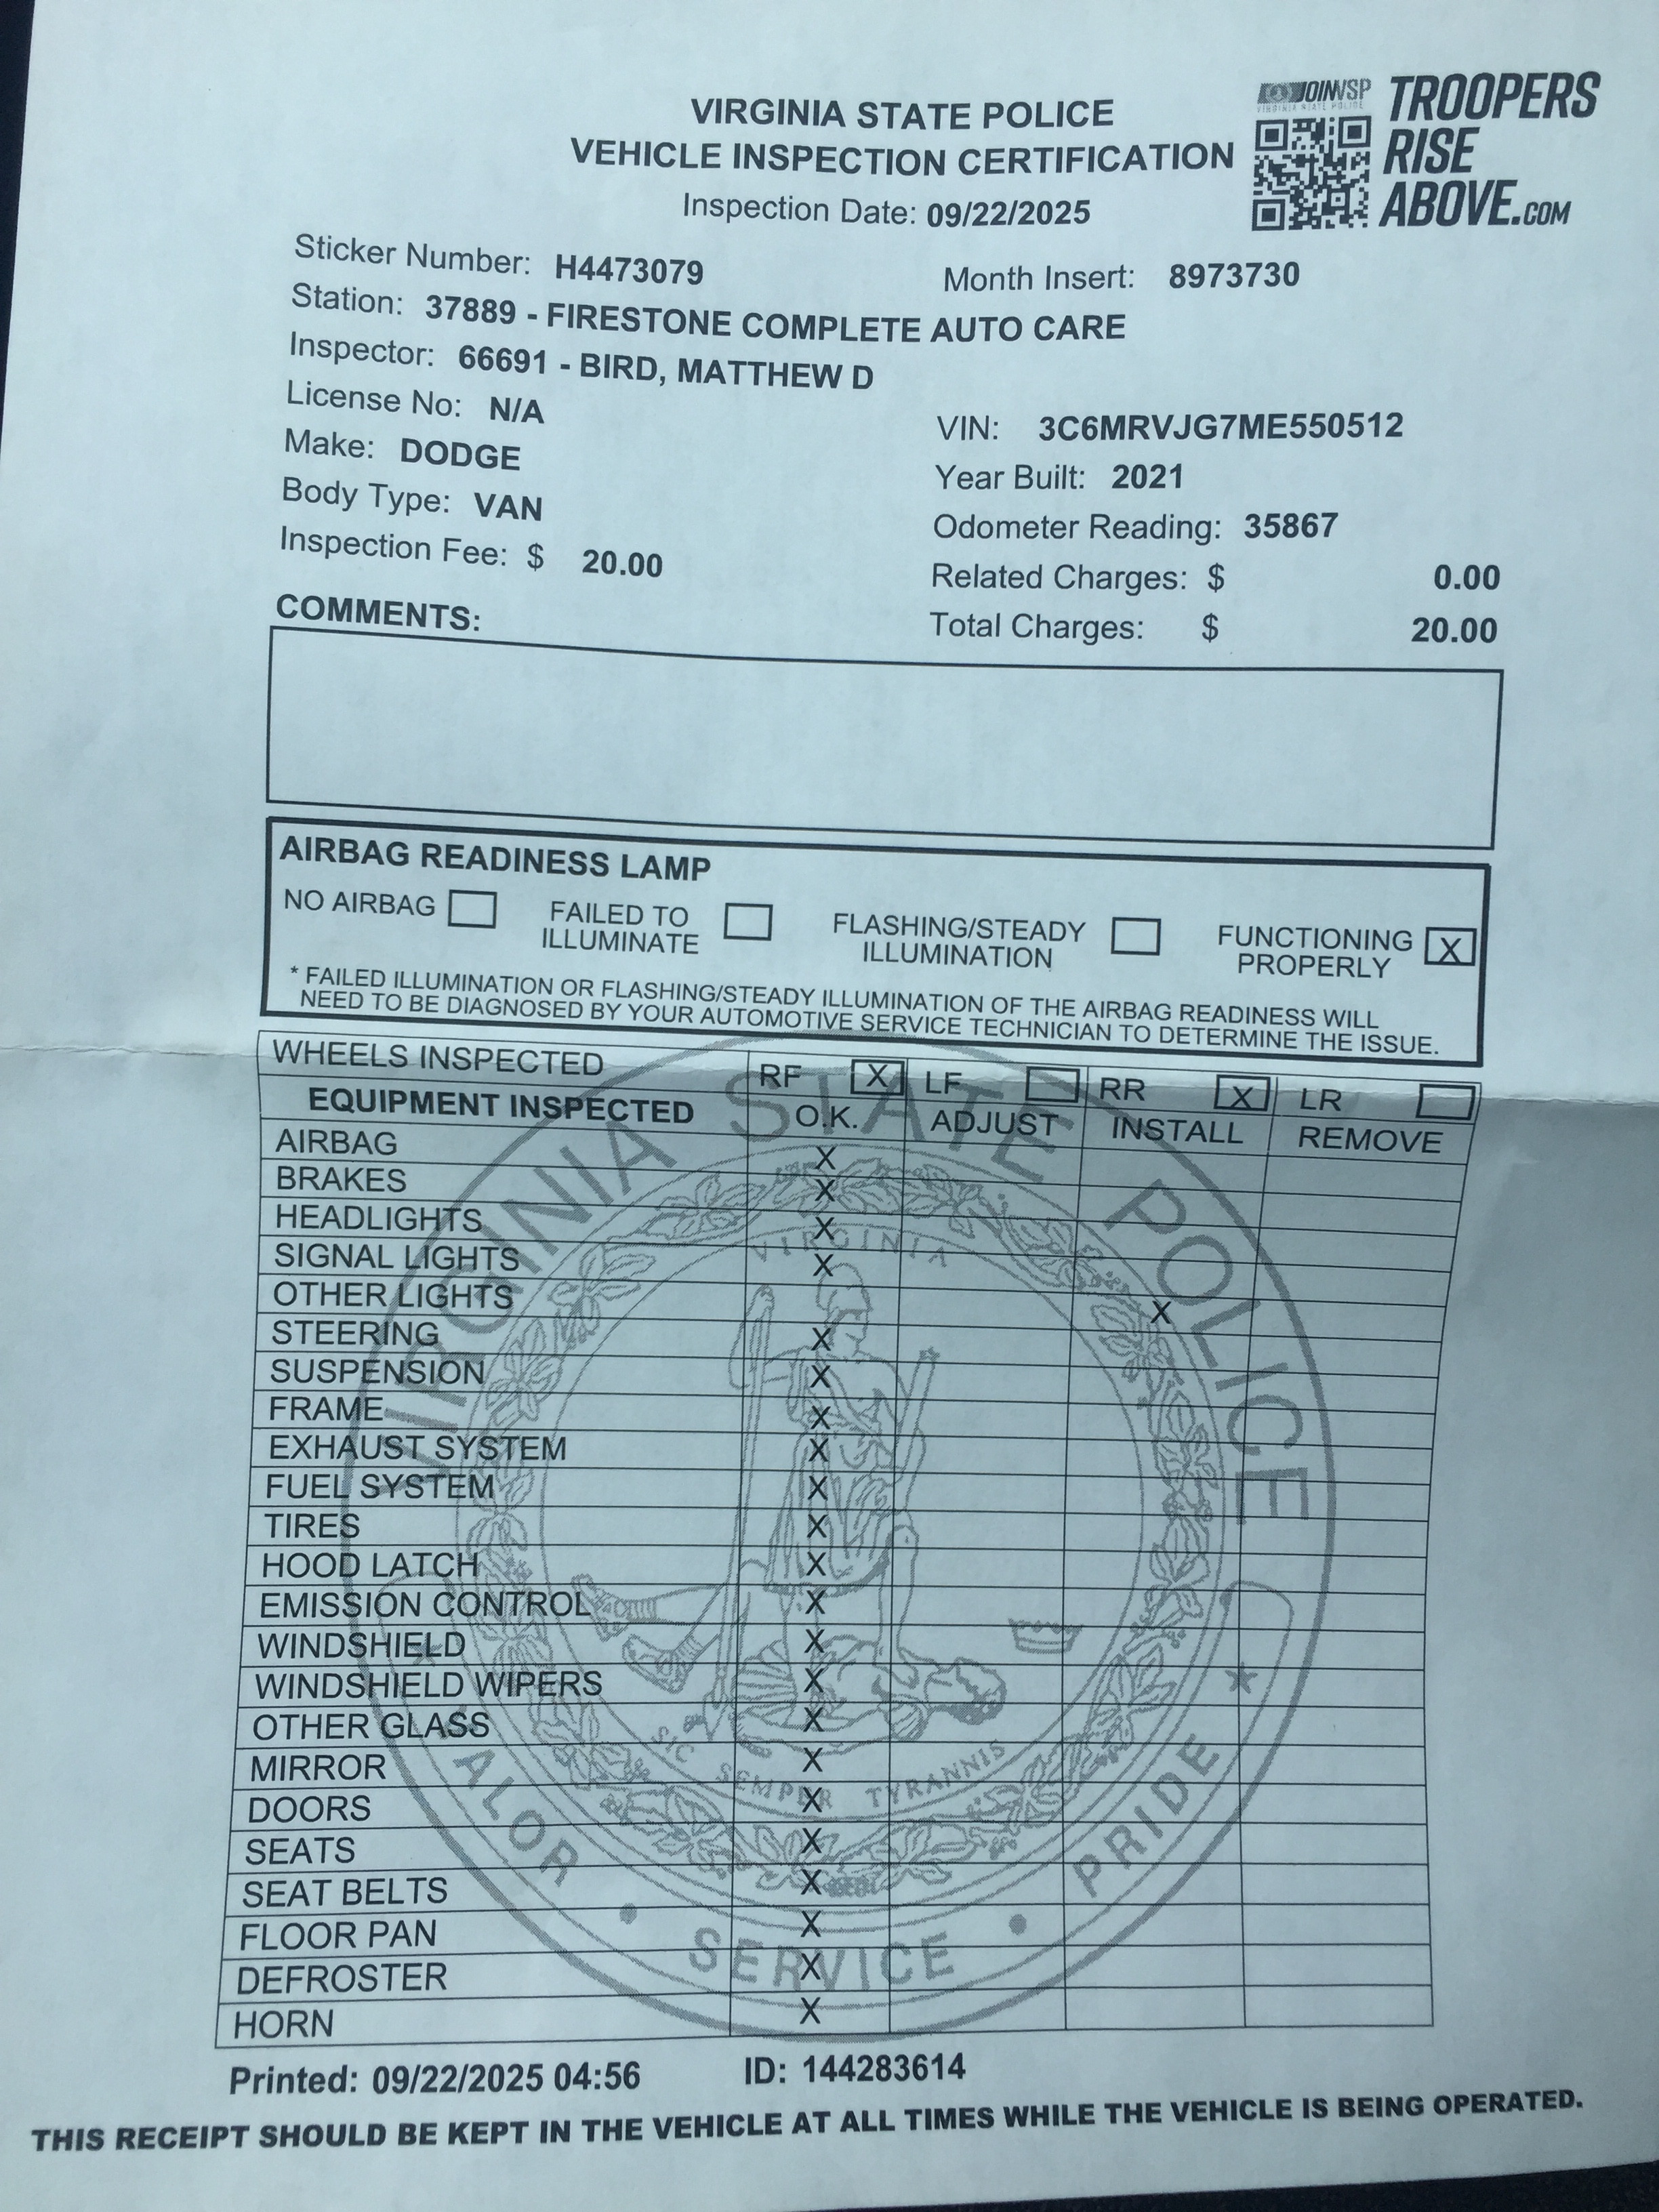 JOINVSP
VIRGINIA STATE POLICE
TROOPERS
RISE
ABOVE.COM
VIRGINIA STATE POLICE
VEHICLE INSPECTION CERTIFICATION
Inspection Date: 09/22/2025
Sticker Number: H4473079 Month Insert: 8973730
Station: 37889 - FIRESTONE COMPLETE AUTO CARE
Inspector: 66691 - BIRD, MATTHEW D
License No: N/A VIN: 3C6MRVJG7ME550512
Make: DODGE Year Built: 2021
Body Type: VAN Odometer Reading: 35867
Inspection Fee: $ 20.00 Related Charges: $ 0.00
COMMENTS: Total Charges: $ 20.00
AIRBAG READINESS LAMP
NO AIRBAG FAILED TO ILLUMINATE FLASHING/STEADY ILLUMINATION FUNCTIONING PROPERLY X
* FAILED ILLUMINATION OR FLASHING/STEADY ILLUMINATION OF THE AIRBAG READINESS WILL
NEED TO BE DIAGNOSED BY YOUR AUTOMOTIVE SERVICE TECHNICIAN TO DETERMINE THE ISSUE.
WHEELS INSPECTED RF X LF RR X LR
EQUIPMENT INSPECTED O.K. ADJUST INSTALL REMOVE
AIRBAG X
BRAKES X
HEADLIGHTS X
SIGNAL LIGHTS X
OTHER LIGHTS X
STEERING X
SUSPENSION X
FRAME X
EXHAUST SYSTEM X
FUEL SYSTEM X
TIRES X
HOOD LATCH X
EMISSION CONTROL X
WINDSHIELD X
WINDSHIELD WIPERS X
OTHER GLASS X
MIRROR X
DOORS X
SEATS X
SEAT BELTS X
FLOOR PAN X
DEFROSTER X
HORN X
VIRGINIA STATE POLICE
VIRGINIA
SIC SEMPER TYRANNIS
VALOR • SERVICE • PRIDE
Printed: 09/22/2025 04:56 ID: 144283614
THIS RECEIPT SHOULD BE KEPT IN THE VEHICLE AT ALL TIMES WHILE THE VEHICLE IS BEING OPERATED.